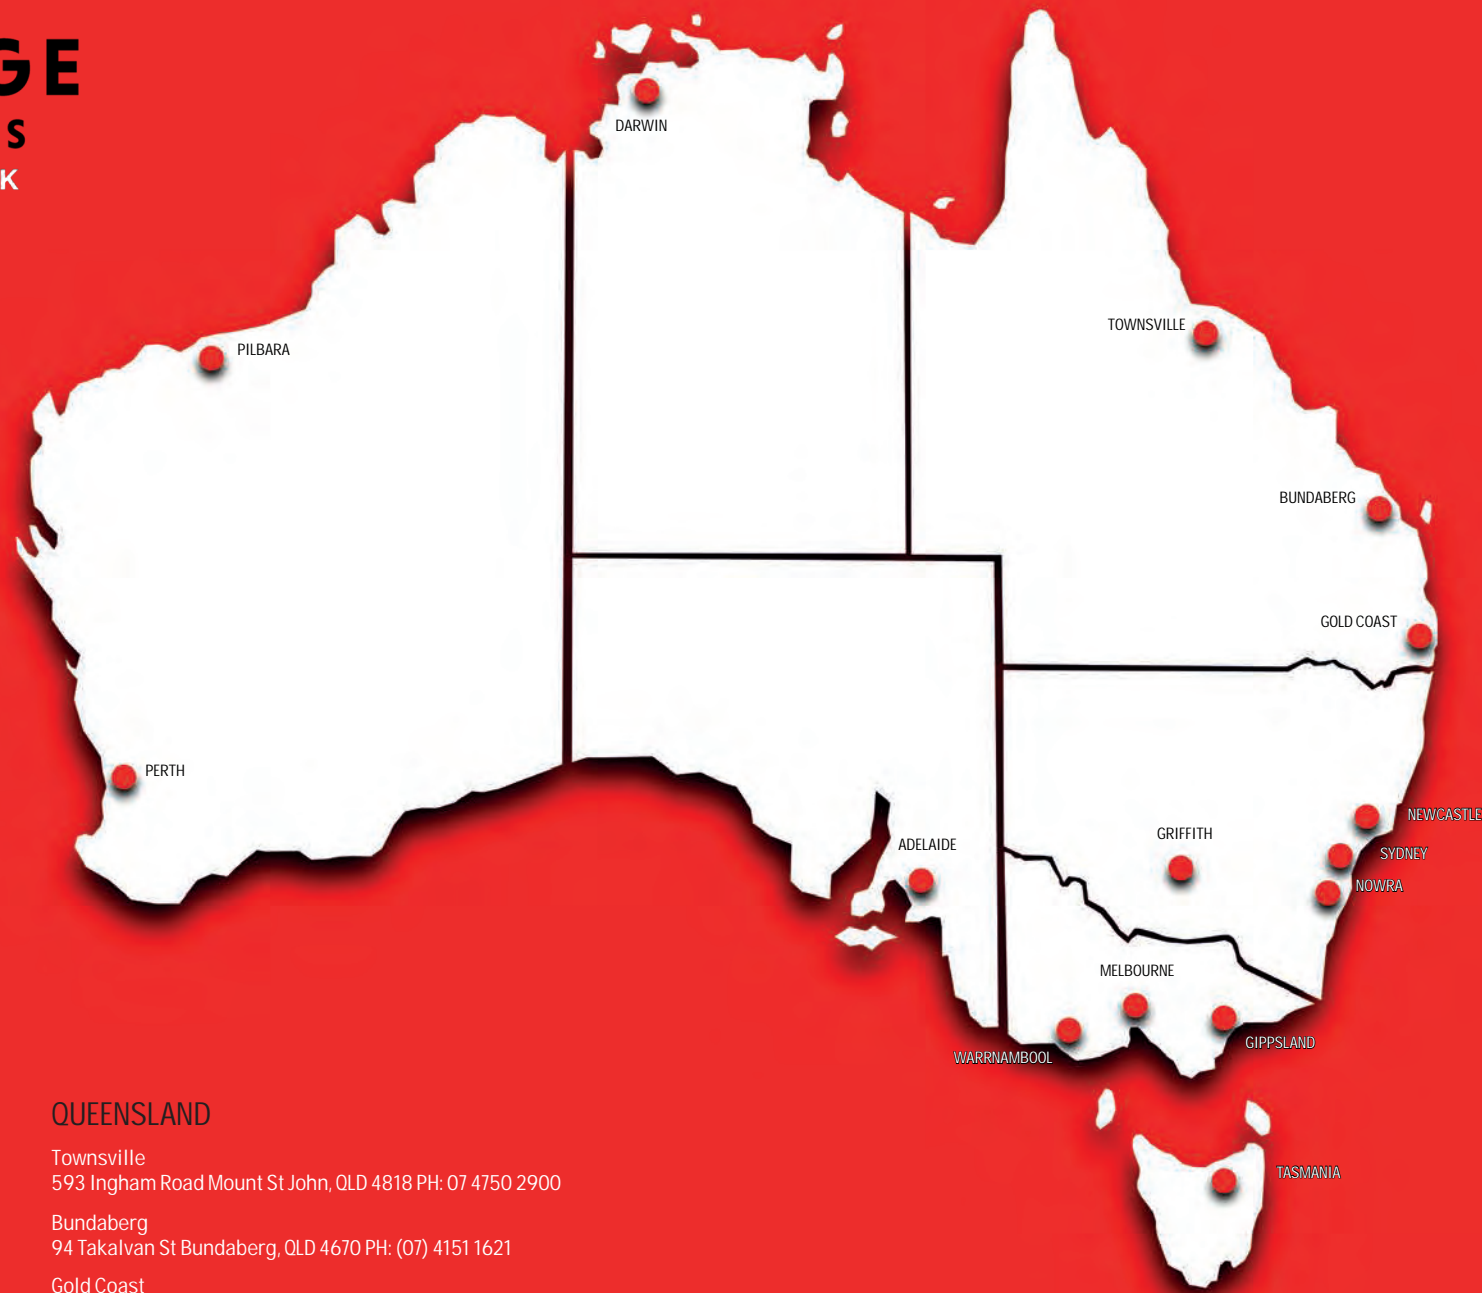 GE
S
K
DARWIN
TOWNSVILLE
PILBARA
BUNDABERG
GOLD COAST
PERTH
NEWCASTLE
GRIFFITH
ADELAIDE
SYDNEY
NOWRA
MELBOURNE
GIPPSLAND
WARRNAMBOOL
TASMANIA
QUEENSLAND
Townsville
593 Ingham Road Mount St John, QLD 4818 PH: 07 4750 2900
Bundaberg
94 Takalvan St Bundaberg, QLD 4670 PH: (07) 4151 1621
Gold Coast